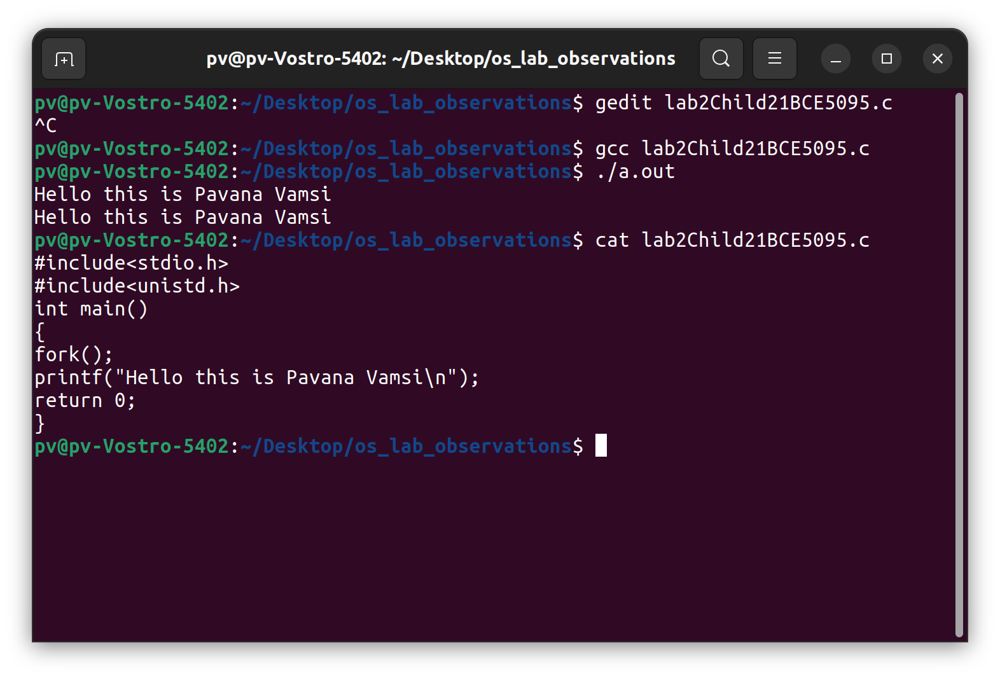 pv@pv-Vostro-5402: ~/Desktop/os_lab_observations
pv@pv-Vostro-5402:~/Desktop/os_lab_observations$ gedit lab2Child21BCE5095.c
^C
pv@pv-Vostro-5402:~/Desktop/os_lab_observations$ gcc lab2Child21BCE5095.c
pv@pv-Vostro-5402:~/Desktop/os_lab_observations$ ./a.out
Hello this is Pavana Vamsi
Hello this is Pavana Vamsi
pv@pv-Vostro-5402:~/Desktop/os_lab_observations$ cat lab2Child21BCE5095.c
#include<stdio.h>
#include<unistd.h>
int main()
{
fork();
printf("Hello this is Pavana Vamsi\n");
return 0;
}
pv@pv-Vostro-5402:~/Desktop/os_lab_observations$